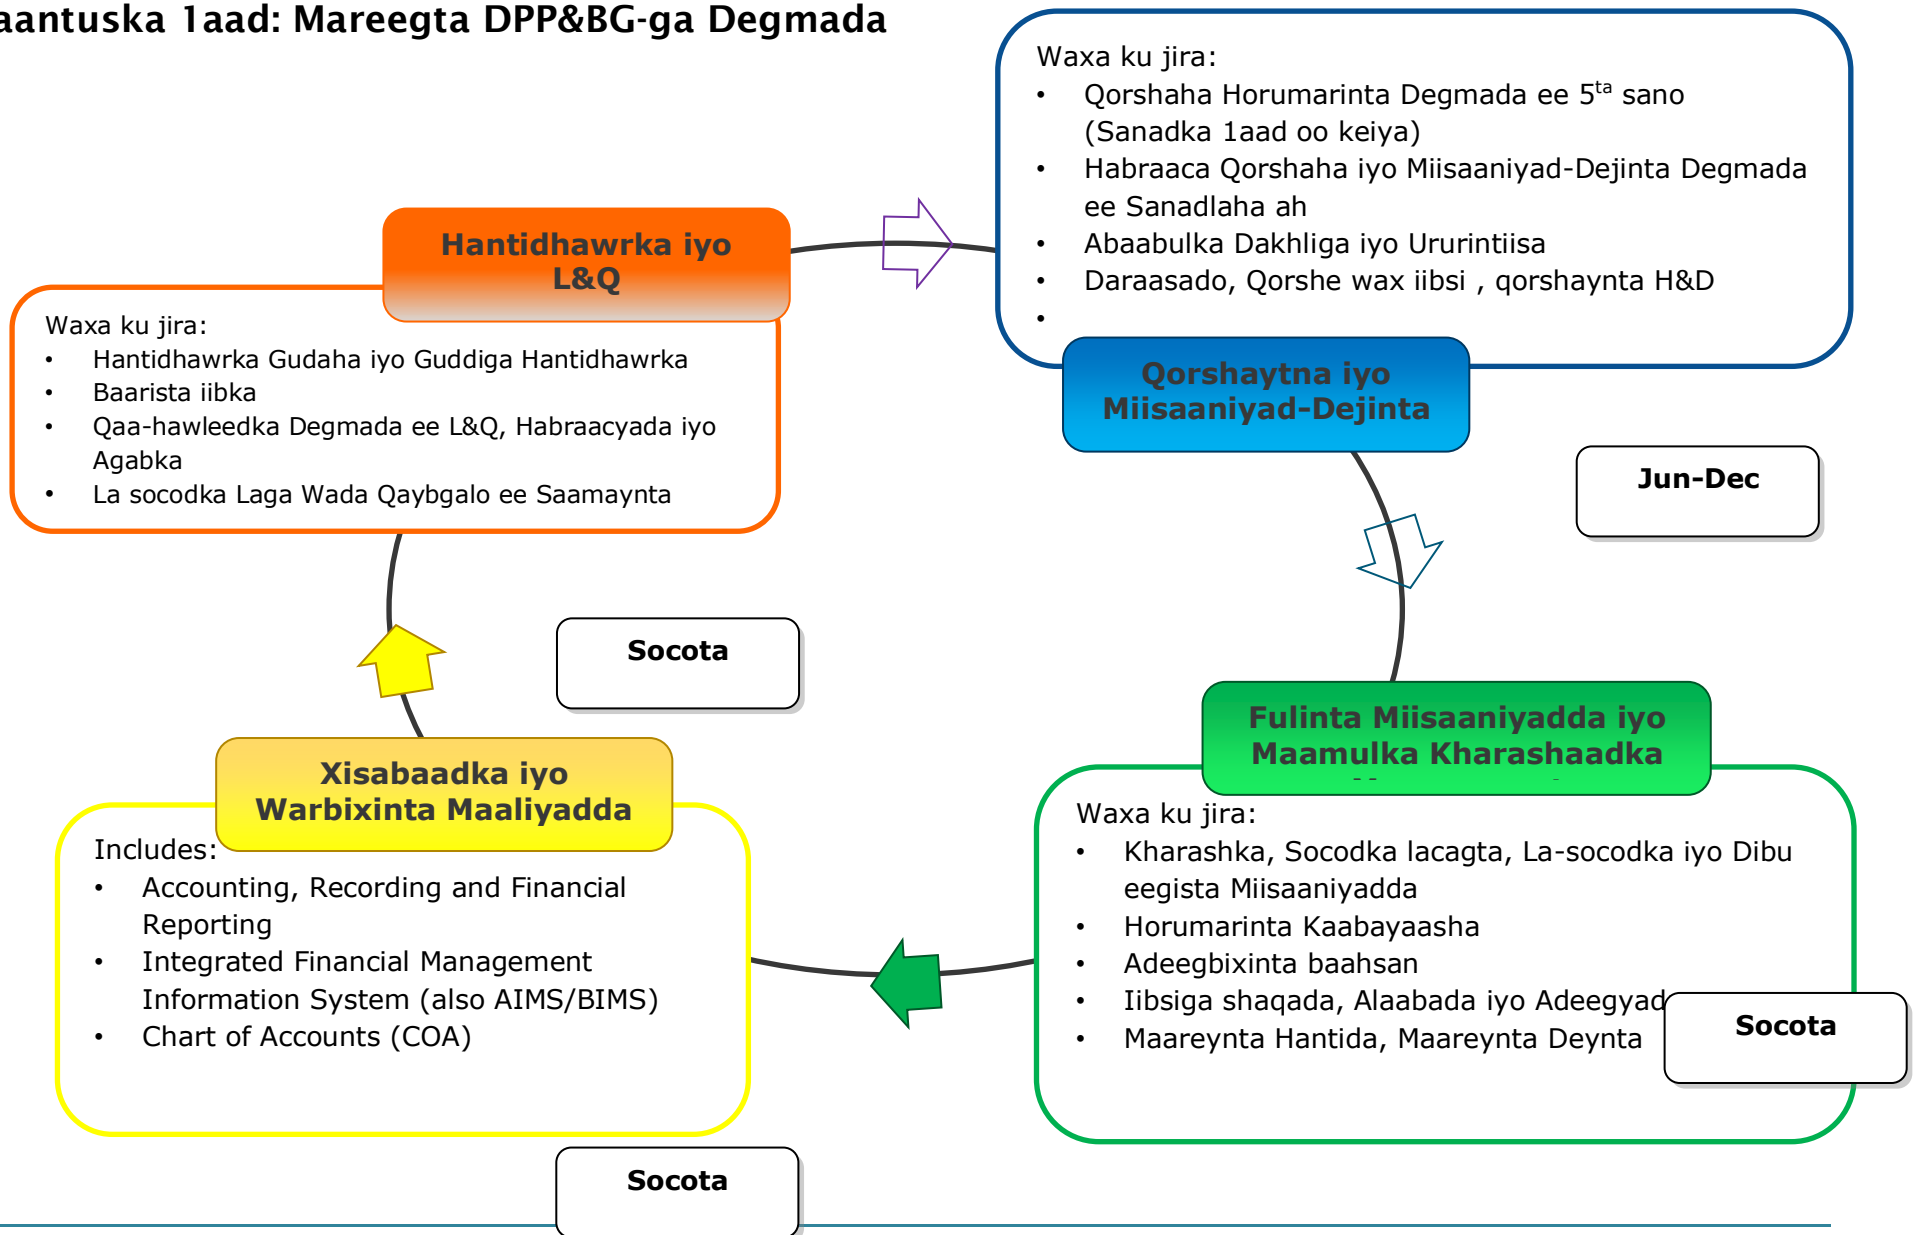 aantuska 1aad: Mareegta DPP&BG-ga Degmada
Waxa ku jira:
• Qorshaha Horumarinta Degmada ee 5ta sano
(Sanadka 1aad oo keiya)
• Habraaca Qorshaha iyo Miisaaniyad-Dejinta Degmada
ee Sanadlaha ah
• Abaabulka Dakhliga iyo Ururintiisa
• Daraasado, Qorshe wax iibsi , qorshaynta H&D
•
Qorshaytna iyo
Miisaaniyad-Dejinta
Jun-Dec
Hantidhawrka iyo
L&Q
Waxa ku jira:
• Hantidhawrka Gudaha iyo Guddiga Hantidhawrka
• Baarista iibka
• Qaa-hawleedka Degmada ee L&Q, Habraacyada iyo
Agabka
• La socodka Laga Wada Qaybgalo ee Saamaynta
Socota
Fulinta Miisaaniyadda iyo
Maamulka Kharashaadka
Waxa ku jira:
• Kharashka, Socodka lacagta, La-socodka iyo Dibu
eegista Miisaaniyadda
• Horumarinta Kaabayaasha
• Adeegbixinta baahsan
• Iibsiga shaqada, Alaabada iyo Adeegyad
• Maareynta Hantida, Maareynta Deynta
Socota
Xisabaadka iyo
Warbixinta Maaliyadda
Includes:
• Accounting, Recording and Financial
Reporting
• Integrated Financial Management
Information System (also AIMS/BIMS)
• Chart of Accounts (COA)
Socota